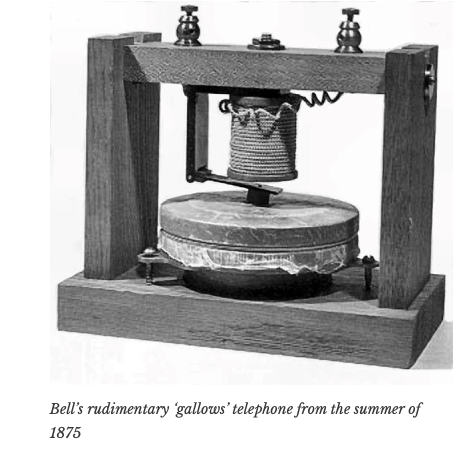 Bell’s rudimentary ‘gallows’ telephone from the summer of
1875